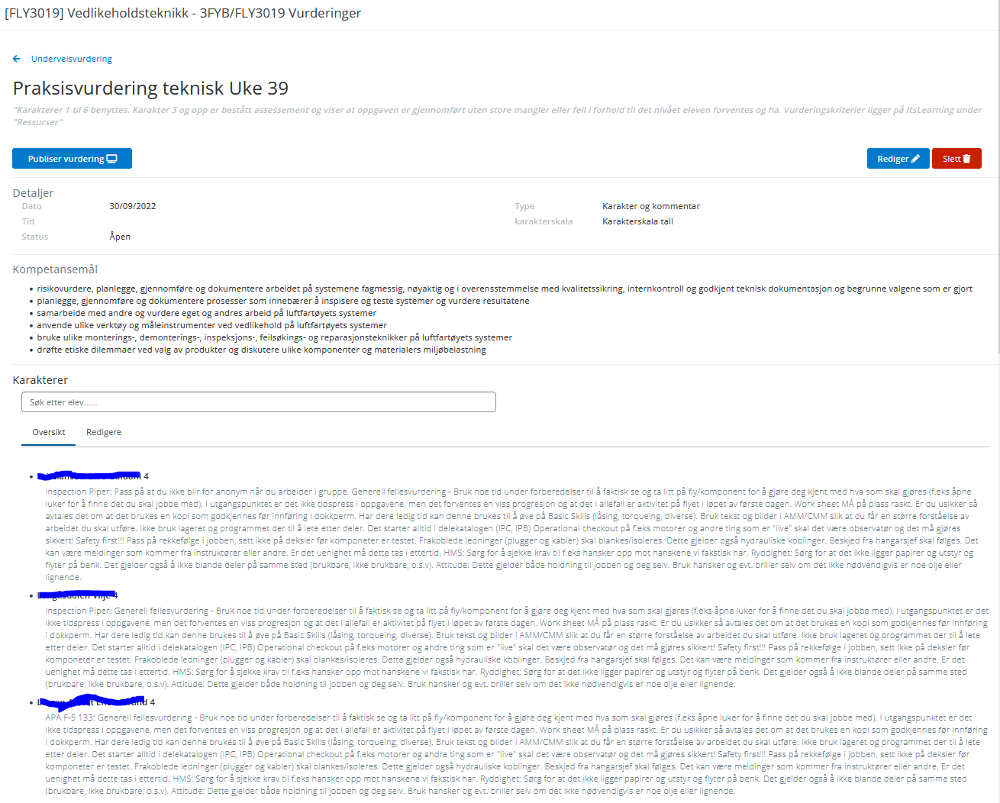 [FLY3019] Vedlikeholdsteknikk - 3FYB/FLY3019 Vurderinger
Underveisvurdering
Praksisvurdering teknisk Uke 39
"Karakterer 1 til 6 benyttes. Karakter 3 og opp er bestått assessement og viser at oppgaven er gjennomført uten store mangler eller feil i forhold til det nivået eleven forventes og ha. Vurderingskriterier ligger på ItsLearning under
"Ressurser"
Publiser vurdering
Rediger
Slett
Detaljer
Dato 30/09/2022 Type Karakter og kommentar
Tid karakterskala Karakterskala tall
Status Åpen
Kompetansemål
• risikovurdere, planlegge, gjennomføre og dokumentere arbeidet på systemene fagmessig, nøyaktig og i overensstemmelse med kvalitetssikring, internkontroll og godkjent teknisk dokumentasjon og begrunne valgene som er gjort
• planlegge, gjennomføre og dokumentere prosesser som innebærer å inspisere og teste systemer og vurdere resultatene
• samarbeide med andre og vurdere eget og andres arbeid på luftfartøyets systemer
• anvende ulike verktøy og måleinstrumenter ved vedlikehold på luftfartøyets systemer
• bruke ulike monterings-, demonterings-, inspeksjons-, feilsøkings- og reparasjonsteknikker på luftfartøyets systemer
• drøfte etiske dilemmaer ved valg av produkter og diskutere ulike komponenter og materialers miljøbelastning
Karakterer
Søk etter elev......
Oversikt Redigere
• 4
Inspection Piper: Pass på at du ikke blir for anonym når du arbeider i gruppe. Generell fellesvurdering - Bruk noe tid under forberedelser til å faktisk se og ta litt på fly/komponent for å gjøre deg kjent med hva som skal gjøres (f.eks åpne
luker for å finne det du skal jobbe med). I utgangspunktet er det ikke tidspress i oppgavene, men det forventes en viss progresjon og at det i allefall er aktivitet på flyet i løpet av første dagen. Work sheet MÅ på plass raskt. Er du usikker så
avtales det om at det brukes en kopi som godkjennes før innføring i dokkperm. Har dere ledig tid kan denne brukes til å øve på Basic Skills (låsing, torqueing, diverse). Bruk tekst og bilder i AMM/CMM slik at du får en større forståelse av
arbeidet du skal utføre. Ikke bruk lageret og programmet der til å lete etter deler. Det starter alltid i delekatalogen (IPC, IPB) Operational checkout på f.eks motorer og andre ting som er "live" skal det være observatør og det må gjøres
sikkert! Safety first!!! Pass på rekkefølge i jobben, sett ikke på deksler før komponeter er testet. Frakoblede ledninger (plugger og kabler) skal blankes/isoleres. Dette gjelder også hydrauliske koblinger. Beskjed fra hangarsjef skal følges. Det
kan være meldinger som kommer fra instruktører eller andre. Er det uenighet må dette tas i ettertid. HMS: Sørg for å sjekke krav til f.eks hansker opp mot hanskene vi fakstisk har. Ryddighet: Sørg for at det ikke ligger papirer og utstyr og
flyter på benk. Det gjelder også å ikke blande deler på samme sted (brukbare, ikke brukbare, o.s.v). Attitude: Dette gjelder både holdning til jobben og deg selv. Bruk hansker og evt. briller selv om det ikke nødvendigvis er noe olje eller
lignende.
• 4
Inspection Piper: Generell fellesvurdering - Bruk noe tid under forberedelser til å faktisk se og ta litt på fly/komponent for å gjøre deg kjent med hva som skal gjøres (f.eks åpne luker for å finne det du skal jobbe med). I utgangspunktet er det
ikke tidspress i oppgavene, men det forventes en viss progresjon og at det i allefall er aktivitet på flyet i løpet av første dagen. Work sheet MÅ på plass raskt. Er du usikker så avtales det om at det brukes en kopi som godkjennes før innføring
i dokkperm. Har dere ledig tid kan denne brukes til å øve på Basic Skills (låsing, torqueing, diverse). Bruk tekst og bilder i AMM/CMM slik at du får en større forståelse av arbeidet du skal utføre. Ikke bruk lageret og programmet der til å lete
etter deler. Det starter alltid i delekatalogen (IPC, IPB) Operational checkout på f.eks motorer og andre ting som er "live" skal det være observatør og det må gjøres sikkert! Safety first!!! Pass på rekkefølge i jobben, sett ikke på deksler før
komponeter er testet. Frakoblede ledninger (plugger og kabler) skal blankes/isoleres. Dette gjelder også hydrauliske koblinger. Beskjed fra hangarsjef skal følges. Det kan være meldinger som kommer fra instruktører eller andre. Er det
uenighet må dette tas i ettertid. HMS: Sørg for å sjekke krav til f.eks hansker opp mot hanskene vi fakstisk har. Ryddighet: Sørg for at det ikke ligger papirer og utstyr og flyter på benk. Det gjelder også å ikke blande deler på samme sted
(brukbare, ikke brukbare, o.s.v). Attitude: Dette gjelder både holdning til jobben og deg selv. Bruk hansker og evt. briller selv om det ikke nødvendigvis er noe olje eller lignende.
• 4
APA F-5 133: Generell fellesvurdering - Bruk noe tid under forberedelser til å faktisk se og ta litt på fly/komponent for å gjøre deg kjent med hva som skal gjøres (f.eks åpne luker for å finne det du skal jobbe med). I utgangspunktet er det
ikke tidspress i oppgavene, men det forventes en viss progresjon og at det i allefall er aktivitet på flyet i løpet av første dagen. Work sheet MÅ på plass raskt. Er du usikker så avtales det om at det brukes en kopi som godkjennes før innføring
i dokkperm. Har dere ledig tid kan denne brukes til å øve på Basic Skills (låsing, torqueing, diverse). Bruk tekst og bilder i AMM/CMM slik at du får en større forståelse av arbeidet du skal utføre. Ikke bruk lageret og programmet der til å lete
etter deler. Det starter alltid i delekatalogen (IPC, IPB) Operational checkout på f.eks motorer og andre ting som er "live" skal det være observatør og det må gjøres sikkert! Safety first!!! Pass på rekkefølge i jobben, sett ikke på deksler før
komponeter er testet. Frakoblede ledninger (plugger og kabler) skal blankes/isoleres. Dette gjelder også hydrauliske koblinger. Beskjed fra hangarsjef skal følges. Det kan være meldinger som kommer fra instruktører eller andre. Er det
uenighet må dette tas i ettertid. HMS: Sørg for å sjekke krav til f.eks hansker opp mot hanskene vi fakstisk har. Ryddighet: Sørg for at det ikke ligger papirer og utstyr og flyter på benk. Det gjelder også å ikke blande deler på samme sted
(brukbare, ikke brukbare, o.s.v). Attitude: Dette gjelder både holdning til jobben og deg selv. Bruk hansker og evt. briller selv om det ikke nødvendigvis er noe olje eller lignende.